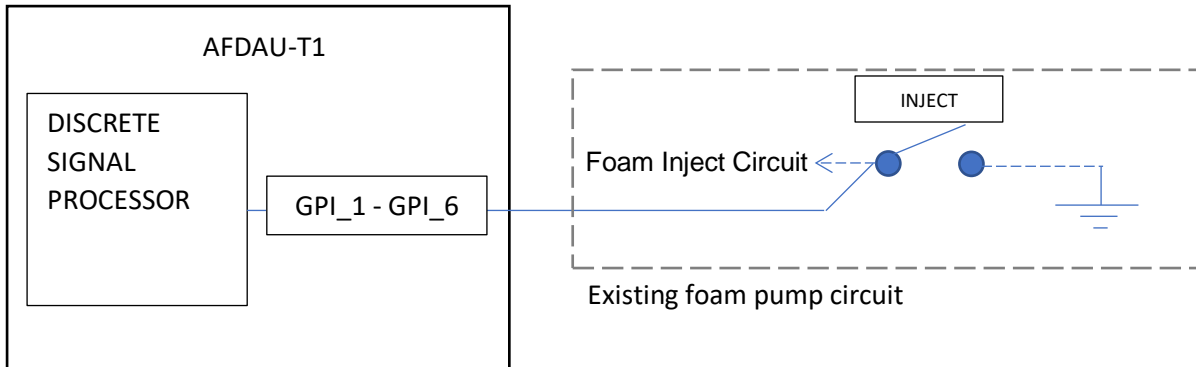 AFDAU-T1
DISCRETE
SIGNAL
PROCESSOR
GPI_1 - GPI_6
INJECT
Foam Inject Circuit
Existing foam pump circuit